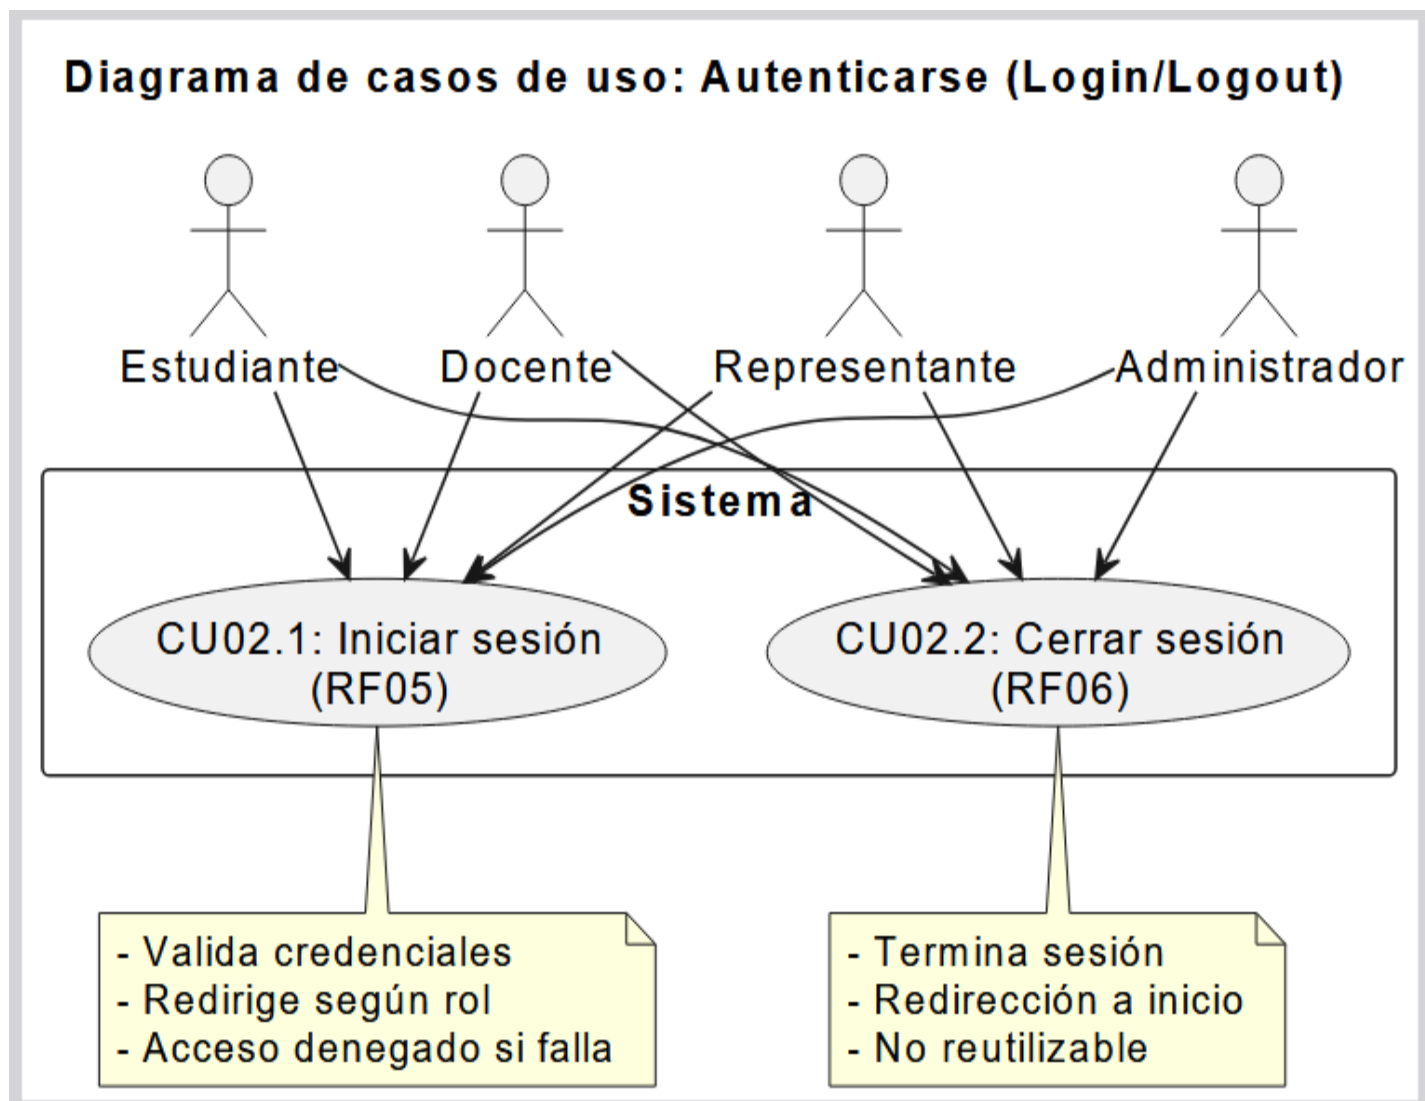 Diagrama de casos de uso: Autenticarse (Login/Logout)
Estudiante
Docente
Representante
Administrador
Sistema
CU02.1: Iniciar sesión
(RF05)
CU02.2: Cerrar sesión
(RF06)
- Valida credenciales
- Redirige según rol
- Acceso denegado si falla
- Termina sesión
- Redirección a inicio
- No reutilizable